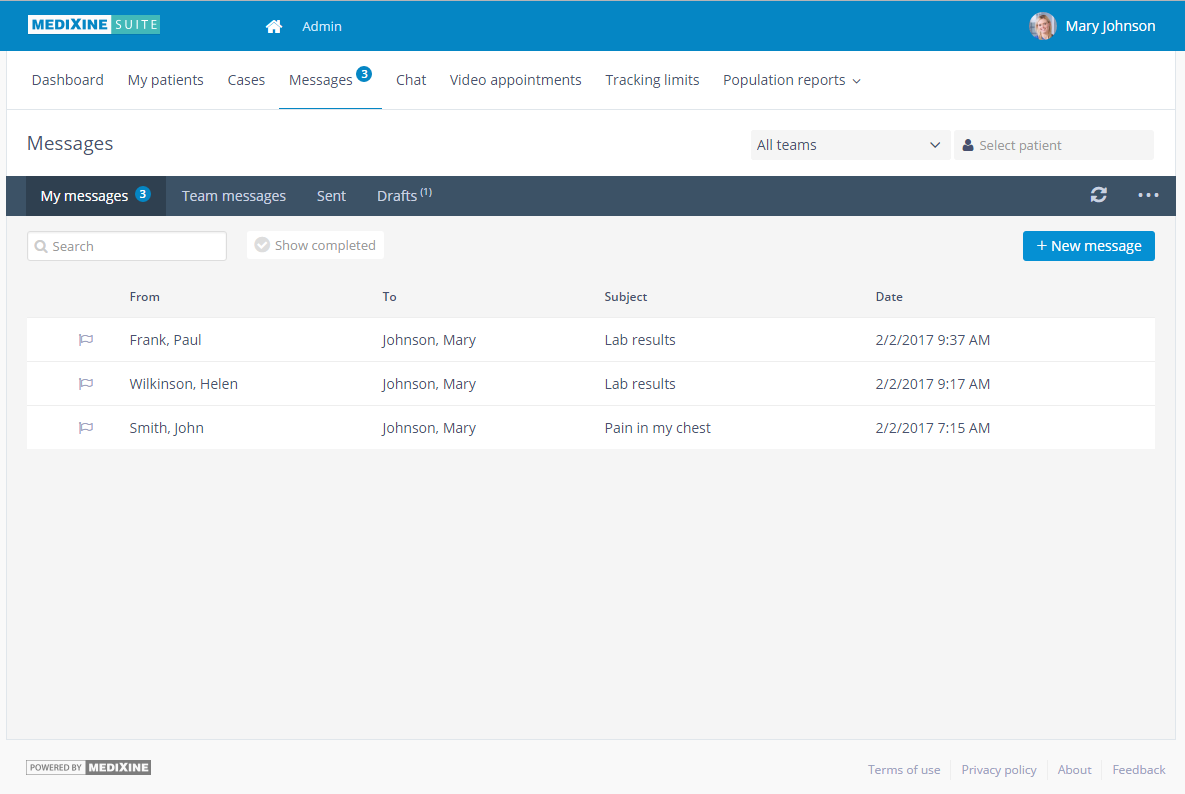 MEDIXINE SUITE Admin Mary Johnson
Dashboard My patients Cases Messages 3 Chat Video appointments Tracking limits Population reports
Messages All teams Select patient
My messages 3 Team messages Sent Drafts (1)
Search Show completed + New message
From To Subject Date
Frank, Paul Johnson, Mary Lab results 2/2/2017 9:37 AM
Wilkinson, Helen Johnson, Mary Lab results 2/2/2017 9:17 AM
Smith, John Johnson, Mary Pain in my chest 2/2/2017 7:15 AM
POWERED BY MEDIXINE Terms of use Privacy policy About Feedback